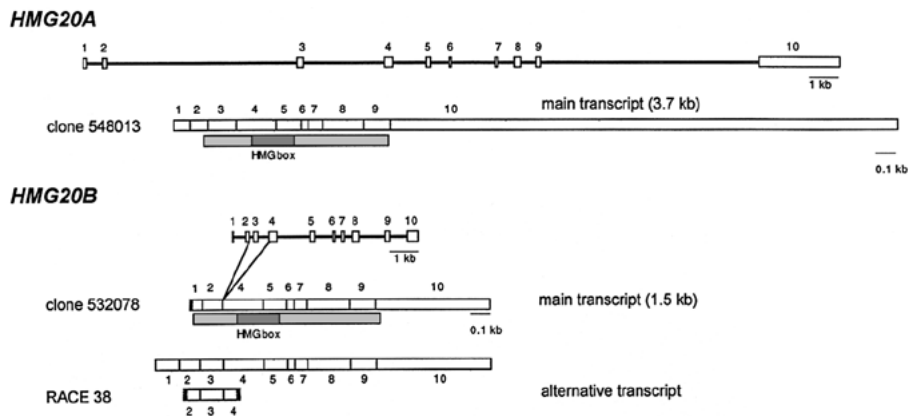 HMG20A
1 2 3 4 5 6 7 8 9 10
1 kb
1 2 3 4 5 6 7 8 9 10 main transcript (3.7 kb)
clone 548013
HMGbox
0.1 kb
HMG20B
1 2 3 4 5 6 7 8 9 10
1 kb
1 2 4 5 6 7 8 9 10
clone 532078 main transcript (1.5 kb)
HMGbox
0.1 kb
1 2 3 4 5 6 7 8 9 10
RACE 38 alternative transcript
2 3 4